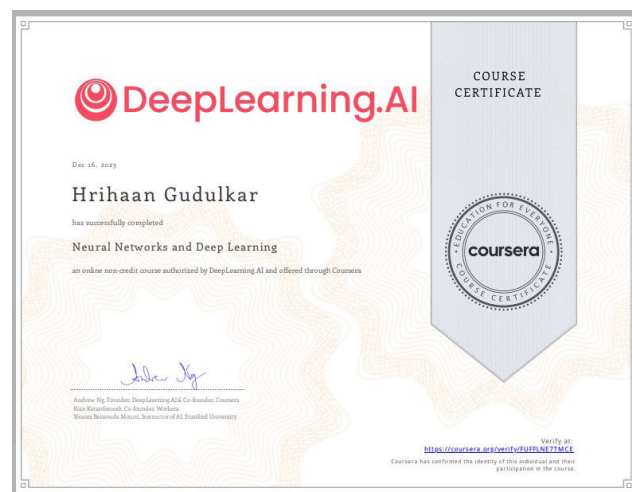 DeepLearning.AI
COURSE
CERTIFICATE
Dec 16, 2023
Hrihaan Gudulkar
has successfully completed
Neural Networks and Deep Learning
an online non-credit course authorized by DeepLearning.AI and offered through Coursera
EDUCATION FOR EVERYONE
coursera
COURSE CERTIFICATE
Andrew Ng
Andrew Ng, Founder, DeepLearning.AI & Co-founder, Coursera
Kian Katanforoosh, Co-founder, Workera
Younes Bensouda Mourri, Instructor of AI, Stanford University
Verify at:
https://coursera.org/verify/FUFFLNE7TMCE
Coursera has confirmed the identity of this individual and their
participation in the course.